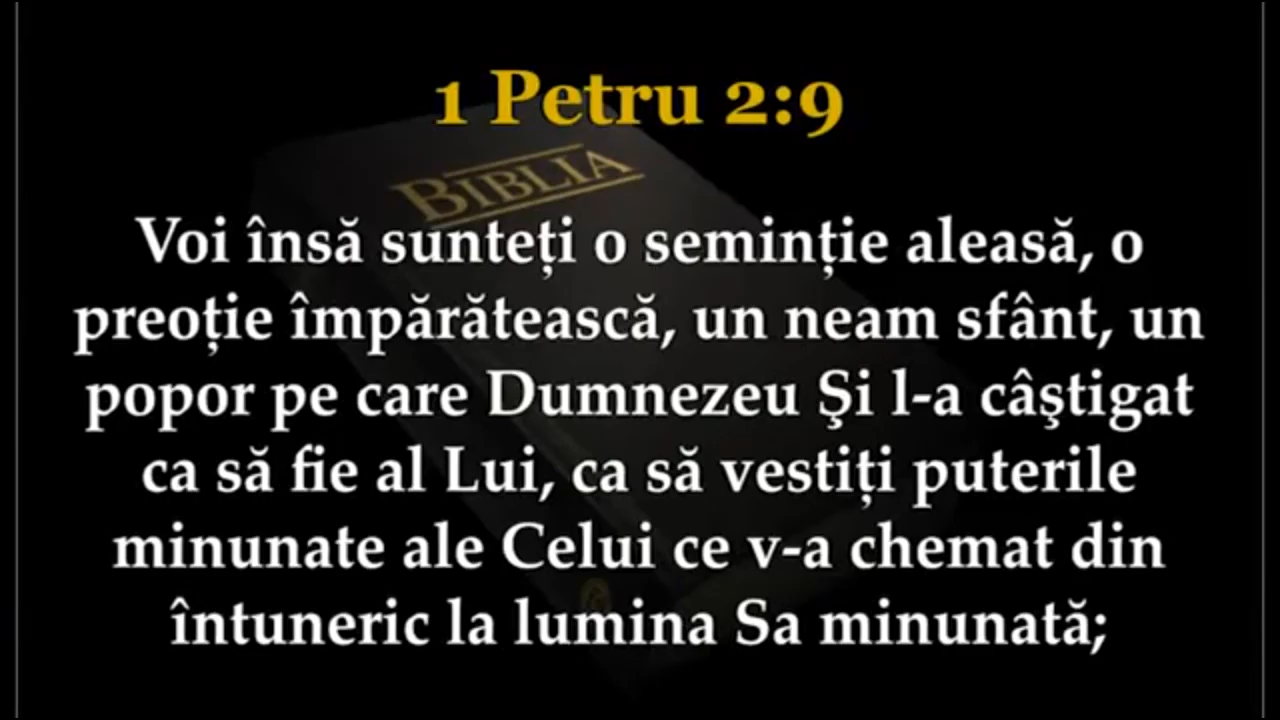 1 Petru 2:9
BIBLIA
Voi însă sunteți o seminție aleasă, o
preoție împărătească, un neam sfânt, un
popor pe care Dumnezeu Şi l-a câştigat
ca să fie al Lui, ca să vestiți puterile
minunate ale Celui ce v-a chemat din
întuneric la lumina Sa minunată;